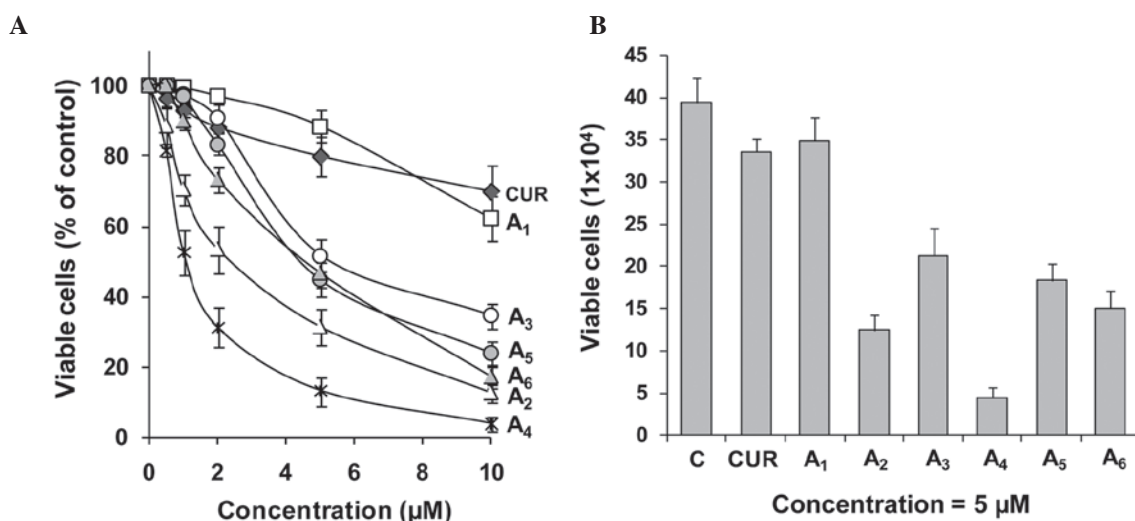 A
Viable cells (% of control)
100
80
60
40
20
0
0 2 4 6 8 10
Concentration (µM)
CUR
A₁
A₃
A₅
A₆
A₂
A₄
B
Viable cells (1x10⁴)
45
40
35
30
25
20
15
10
5
0
C CUR A₁ A₂ A₃ A₄ A₅ A₆
Concentration = 5 µM